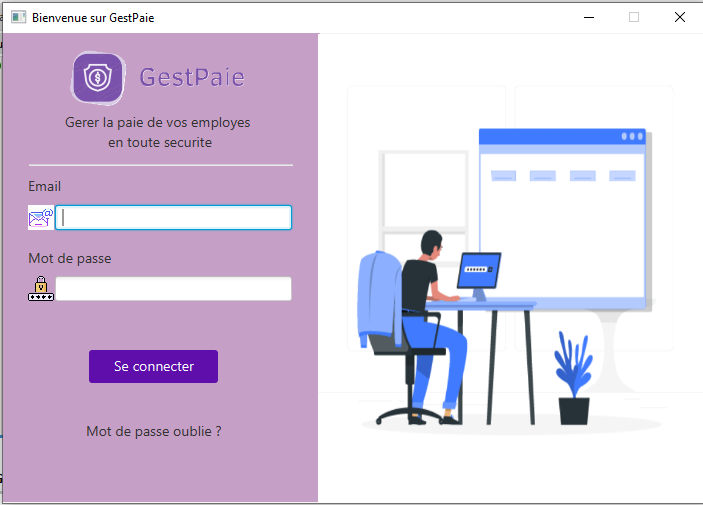 Bienvenue sur GestPaie
GestPaie
Gerer la paie de vos employes
en toute securite
Email
Mot de passe
Se connecter
Mot de passe oublie ?